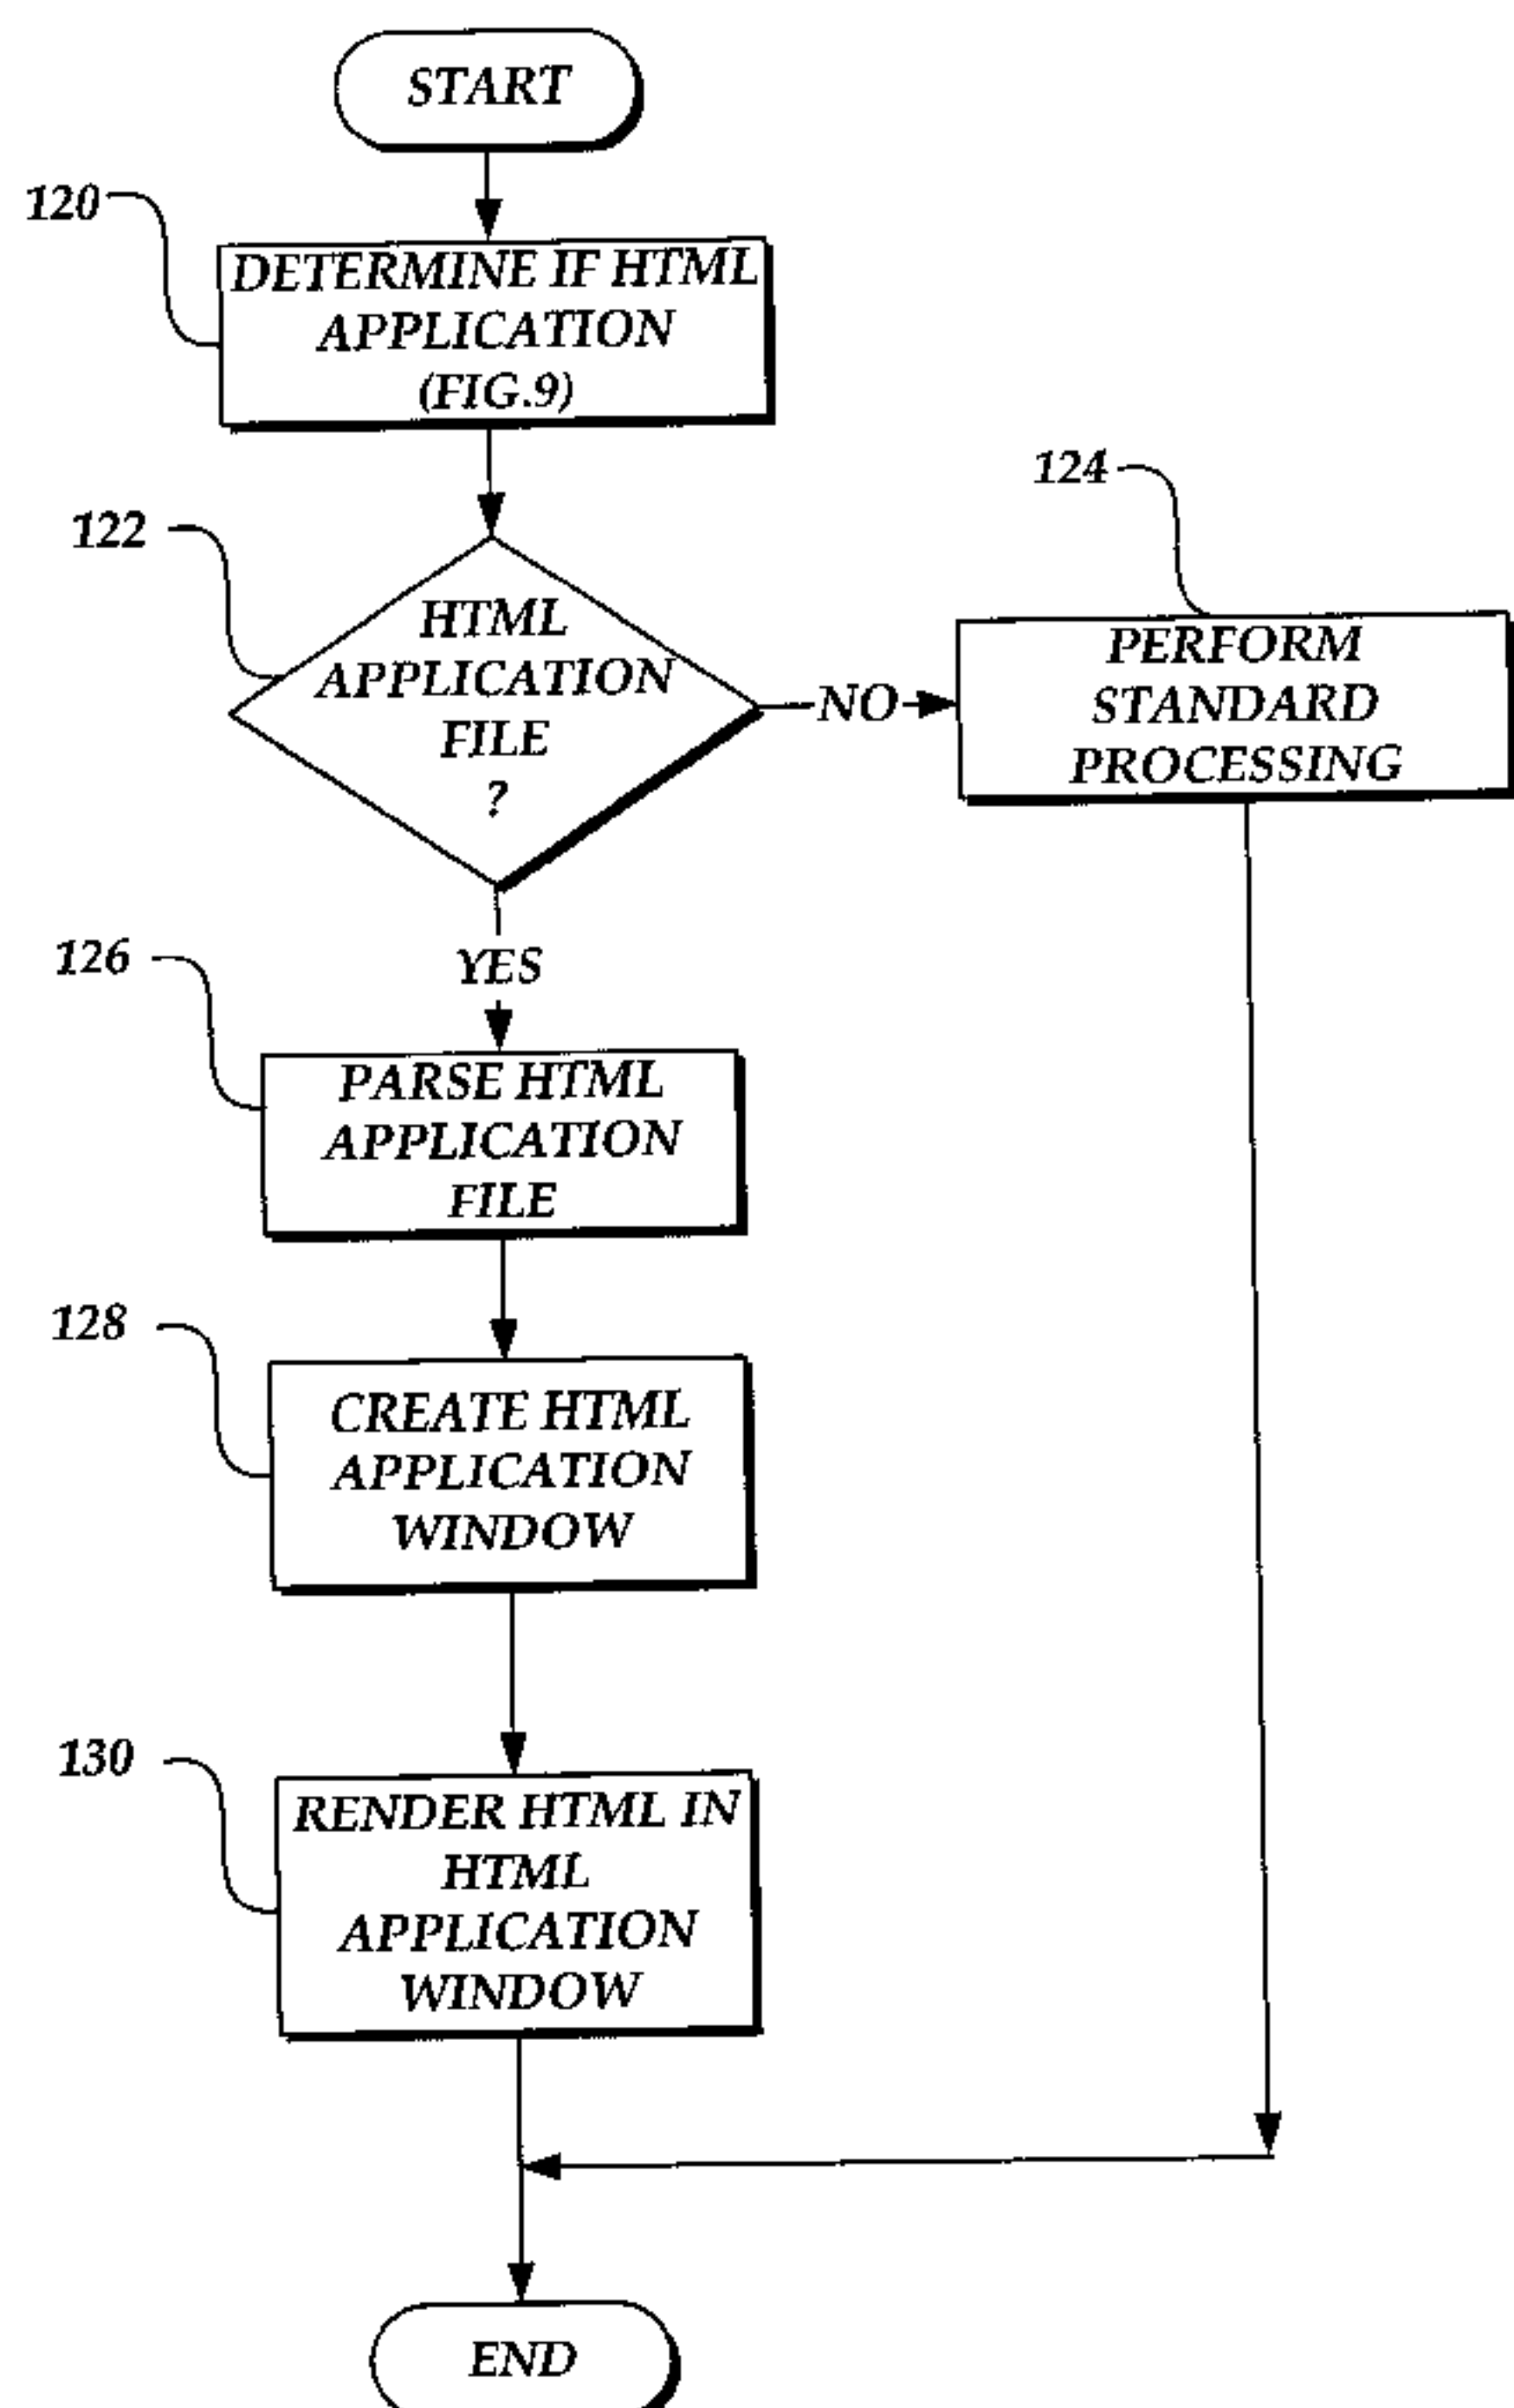 START
120
DETERMINE IF HTML
APPLICATION
(FIG.9)
124
122
HTML
APPLICATION
FILE
?
NO
PERFORM
STANDARD
PROCESSING
YES
126
PARSE HTML
APPLICATION
FILE
128
CREATE HTML
APPLICATION
WINDOW
130
RENDER HTML IN
HTML
APPLICATION
WINDOW
END